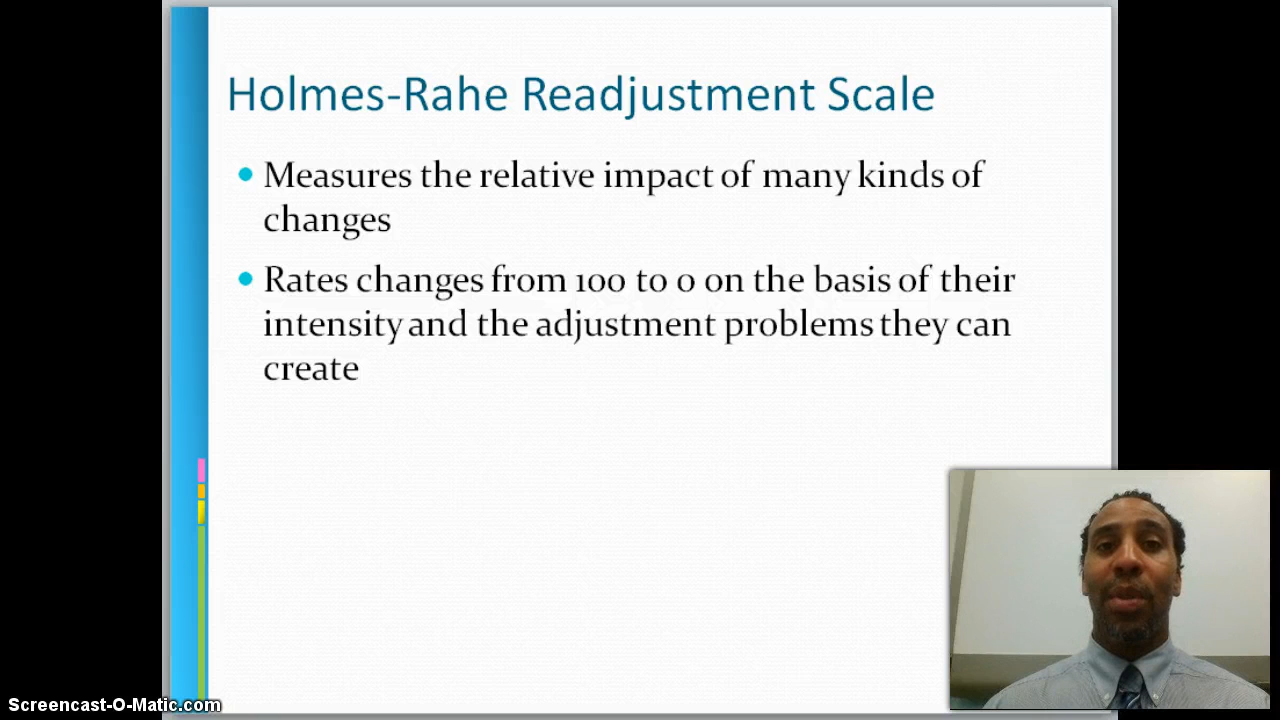 Holmes-Rahe Readjustment Scale
Measures the relative impact of many kinds of
changes
Rates changes from 100 to 0 on the basis of their
intensity and the adjustment problems they can
create
Screencast-O-Matic.com